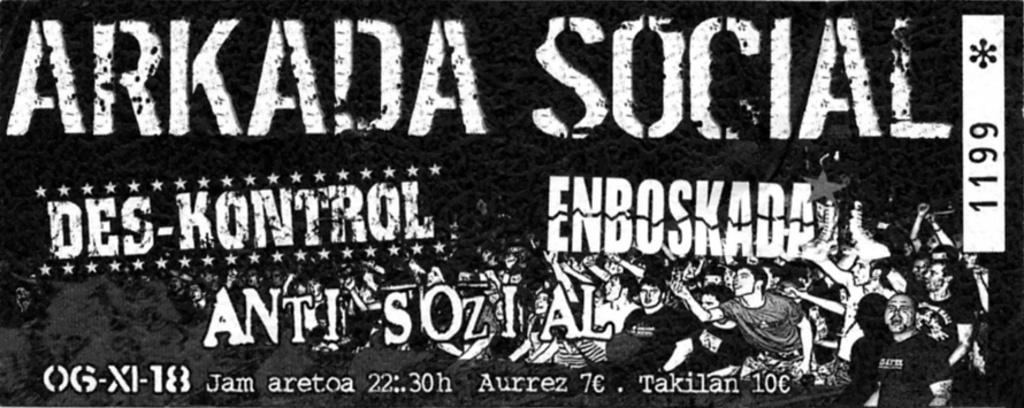 ARKADA SOCIAL
1199 *
DES-KONTROL
ENBOSKADA
ANTI SOZIAL
06-XI-18 Jam aretoa 22:.30h Aurrez 7€ . Takilan 10€